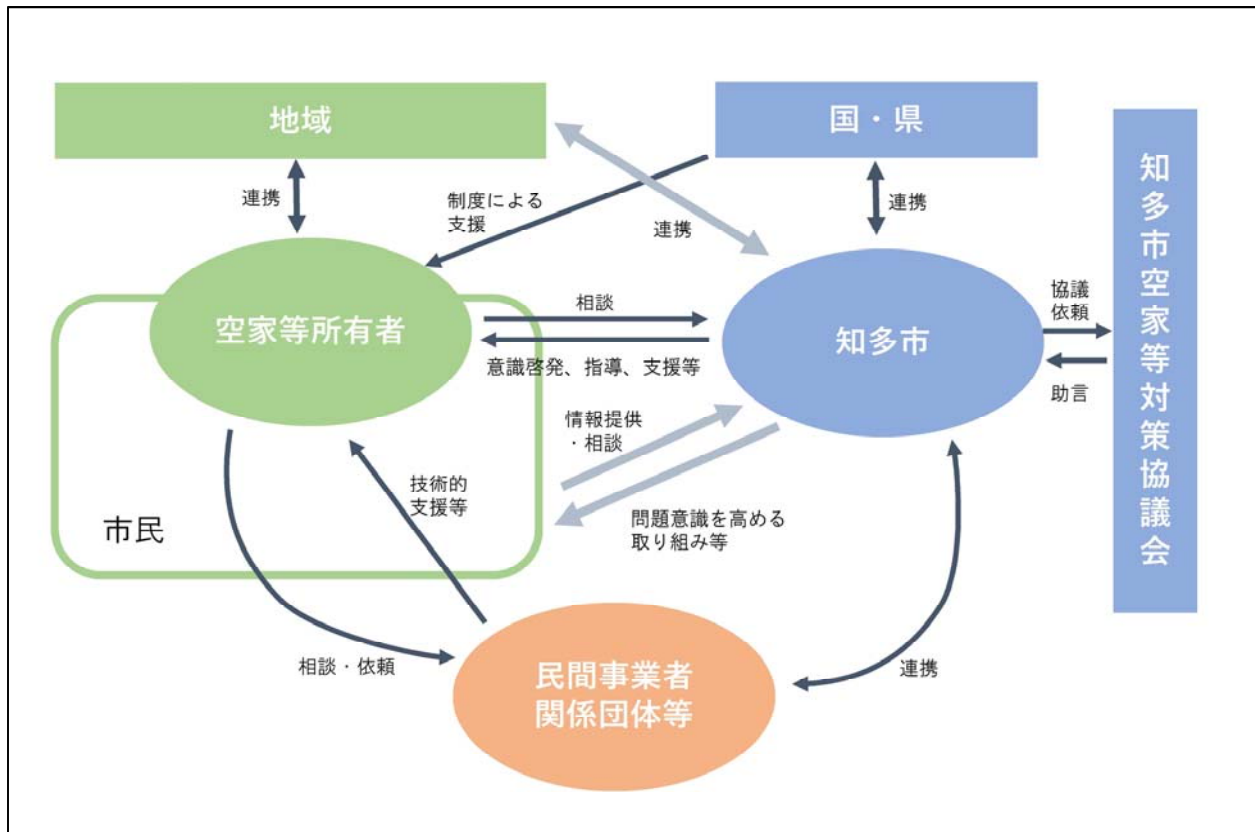 地域
国・県
知多市空家等対策協議会
連携
制度による
支援
連携
連携
空家等所有者
相談
意識啓発、指導、支援等
知多市
協議
依頼
助言
情報提供
・相談
技術的
支援等
市民
問題意識を高める
取り組み等
相談・依頼
民間事業者
関係団体等
連携